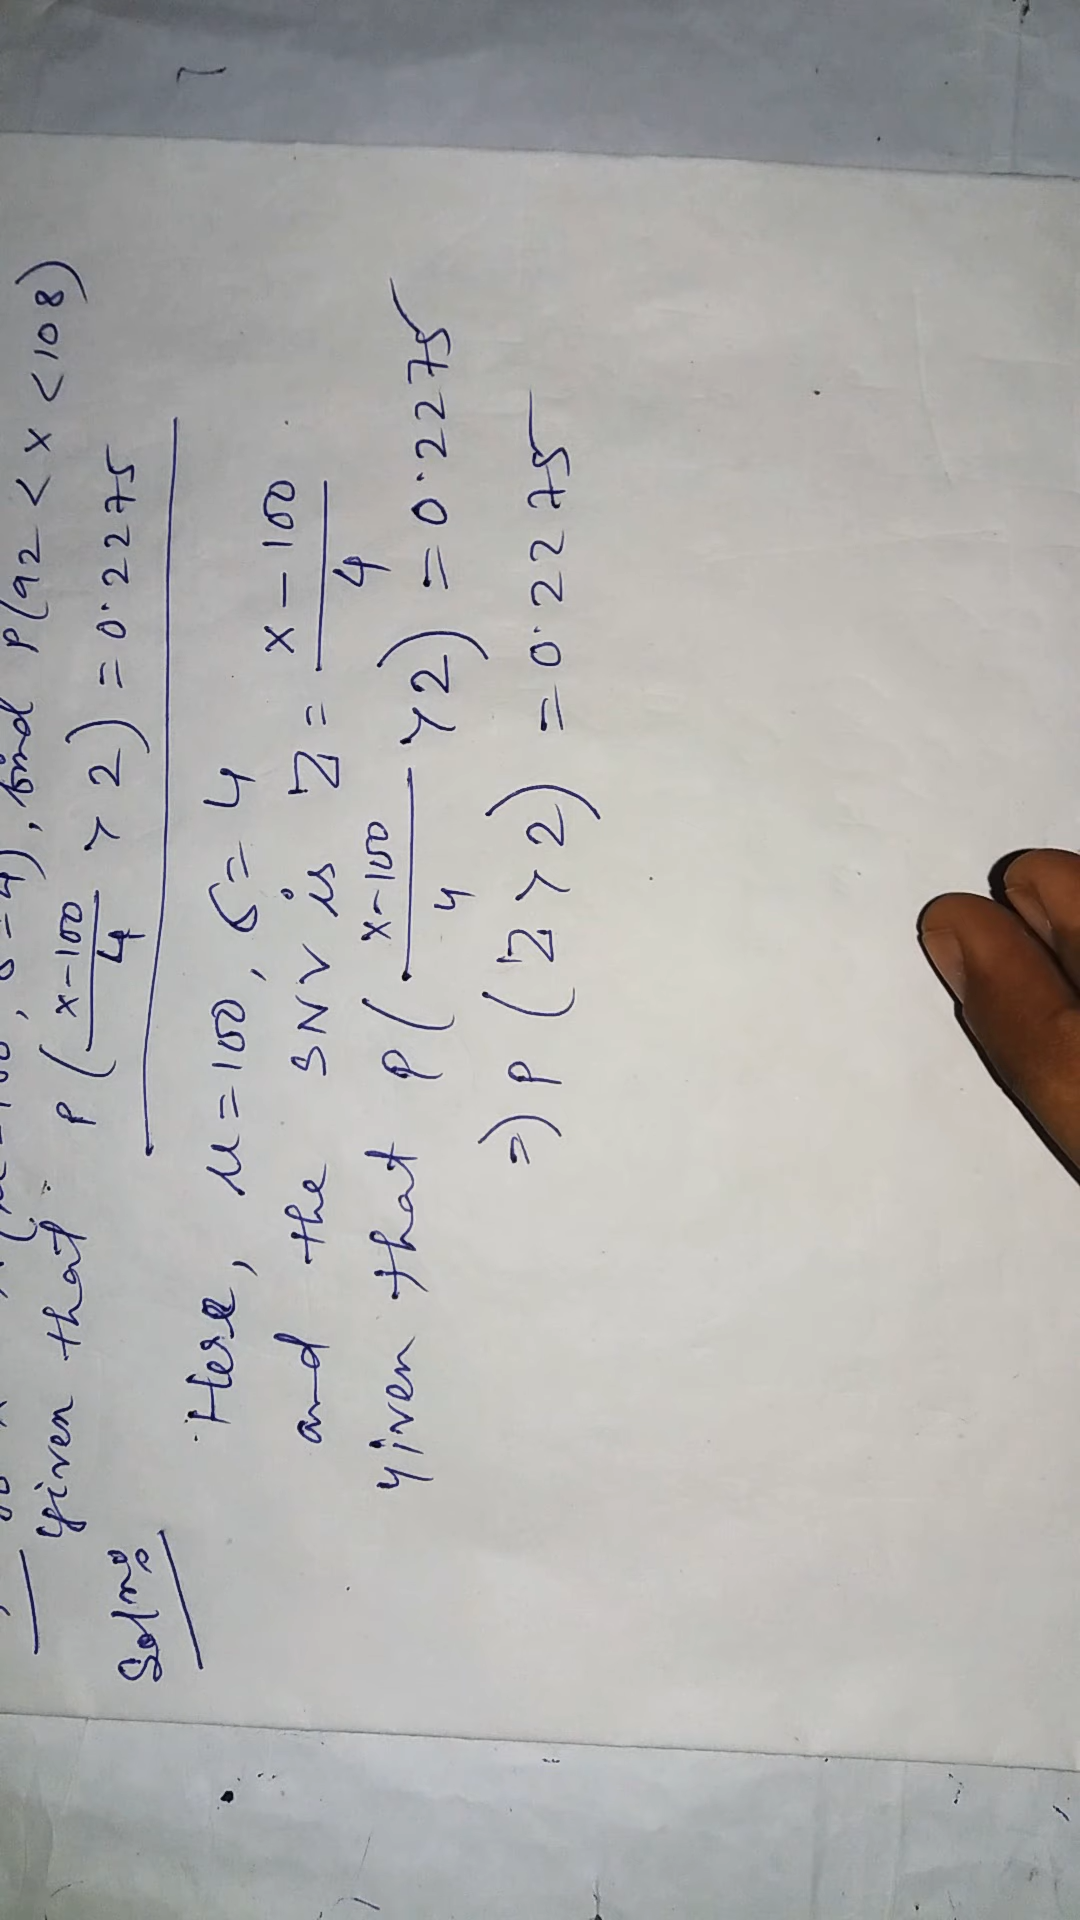 , find P(92 < X < 108)
given that P(X-100/4 > 2) = 0.2275
Soln:
Here, μ=100, σ=4
and the SNV is Z = X-100/4
given that P(X-100/4 > 2) = 0.2275
=) P(Z > 2) = 0.2275